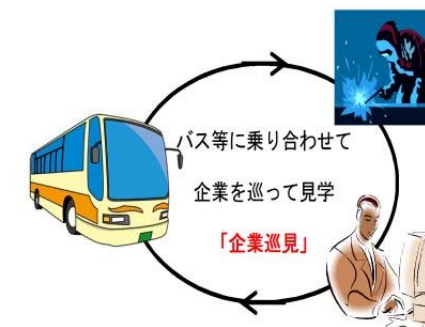 バス等に乗り合わせて
企業を巡って見学
「企業巡見」